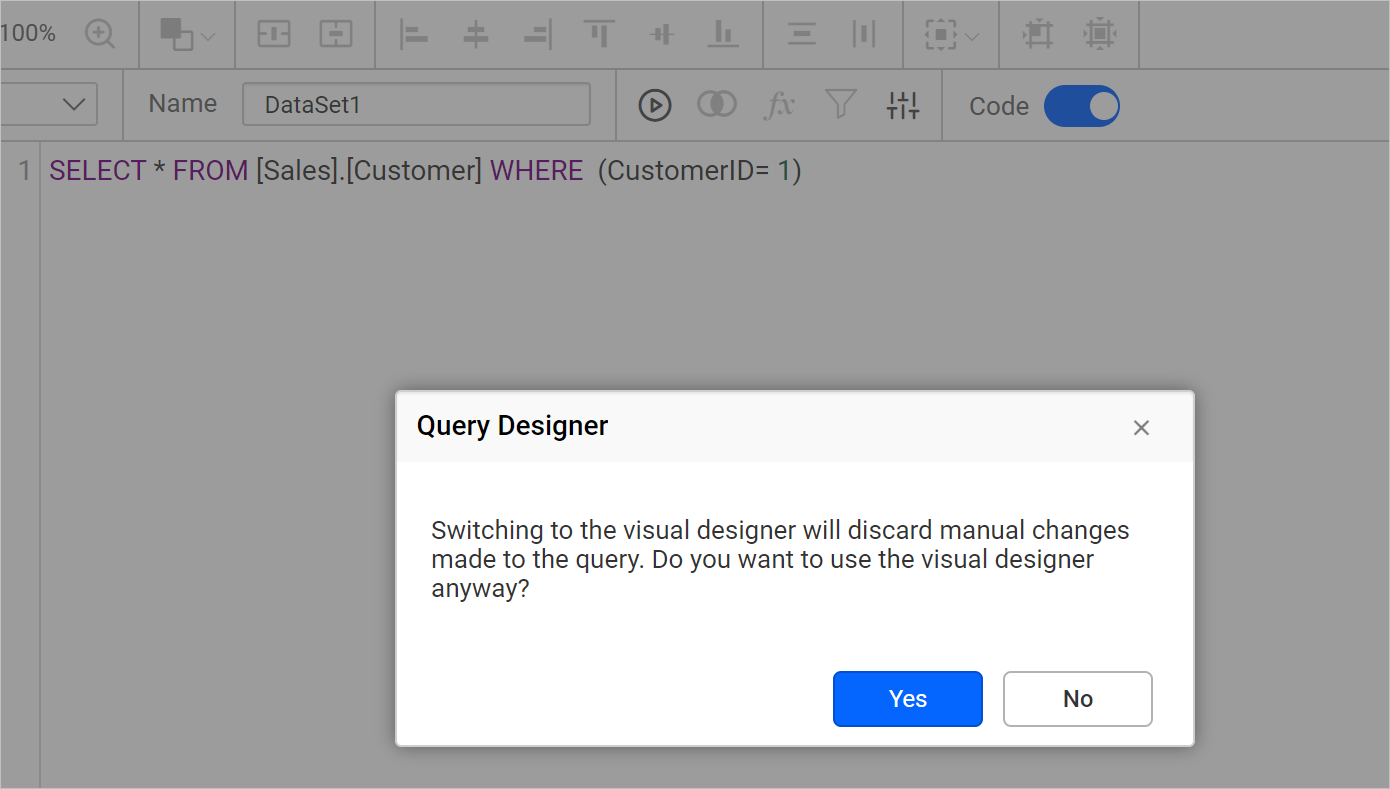 100%
Name DataSet1 fx Code
1 SELECT * FROM [Sales].[Customer] WHERE (CustomerID= 1)
Query Designer
Switching to the visual designer will discard manual changes
made to the query. Do you want to use the visual designer
anyway?
Yes No